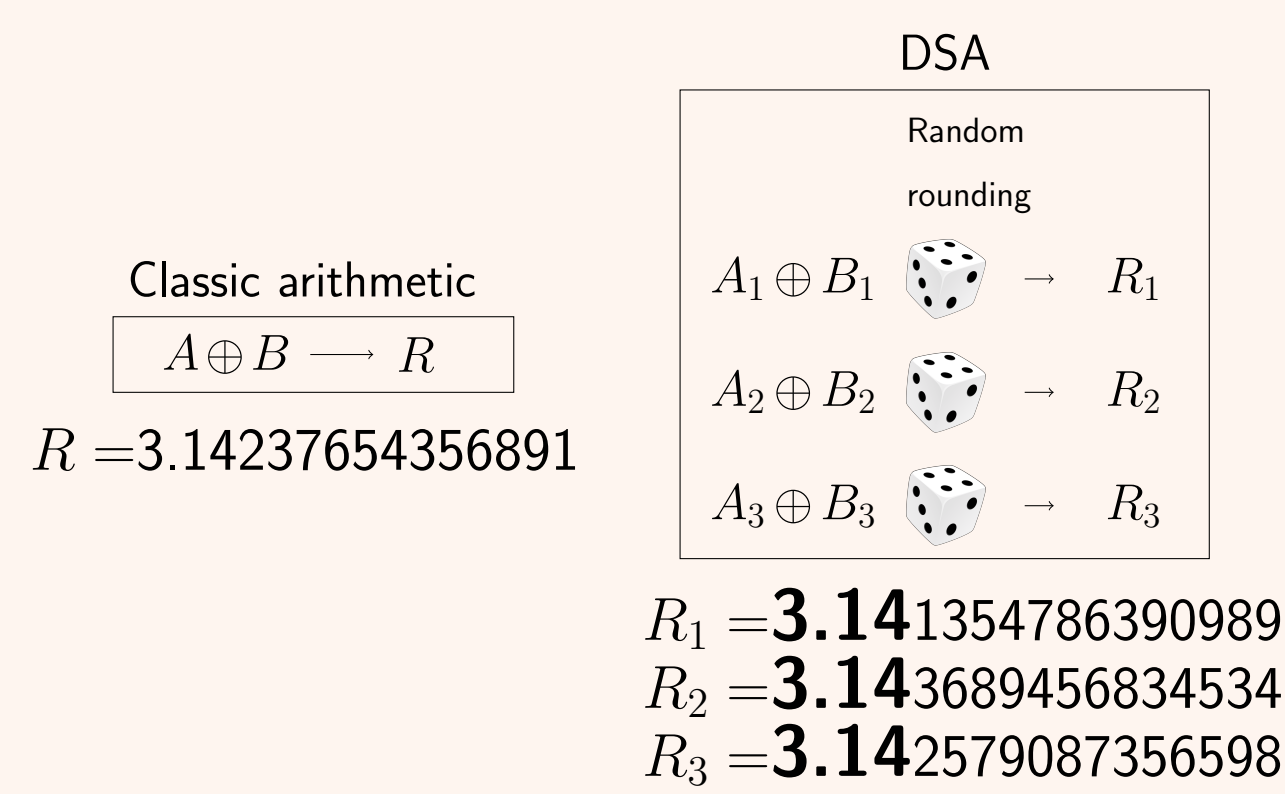 Classic arithmetic
A ⊕ B ⟶ R
R =3.14237654356891
DSA
Random
rounding
A₁ ⊕ B₁ → R₁
A₂ ⊕ B₂ → R₂
A₃ ⊕ B₃ → R₃
R₁ =3.141354786390989
R₂ =3.143689456834534
R₃ =3.142579087356598